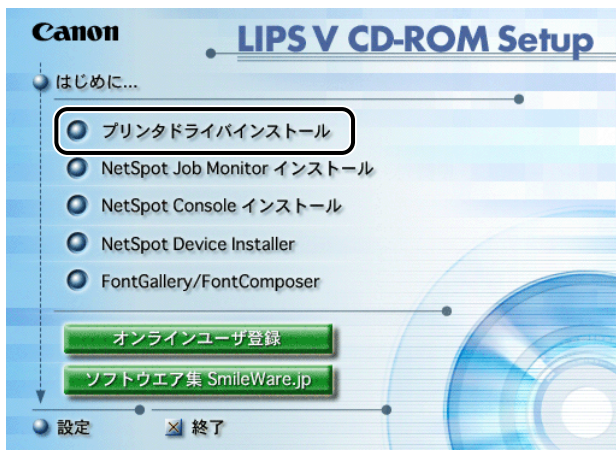 Canon
LIPS V CD-ROM Setup
はじめに...
プリンタドライバインストール
NetSpot Job Monitor インストール
NetSpot Console インストール
NetSpot Device Installer
FontGallery/FontComposer
オンラインユーザ登録
ソフトウエア集 SmileWare.jp
設定
終了